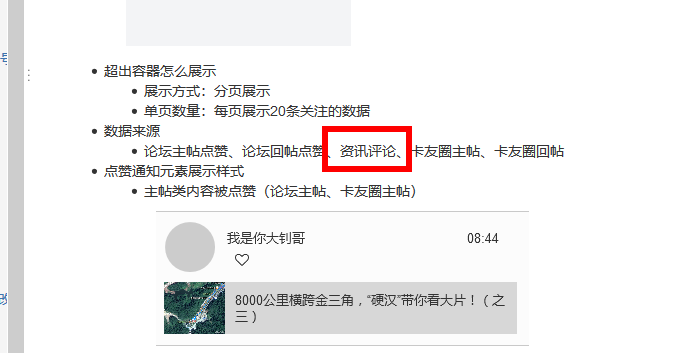 超出容器怎么展示
展示方式：分页展示
单页数量：每页展示20条关注的数据
数据来源
论坛主帖点赞、论坛回帖点赞、资讯评论、卡友圈主帖、卡友圈回帖
点赞通知元素展示样式
主帖类内容被点赞（论坛主帖、卡友圈主帖）
我是你大钊哥
08:44
8000公里横跨金三角，“硬汉”带你看大片！（之
三）